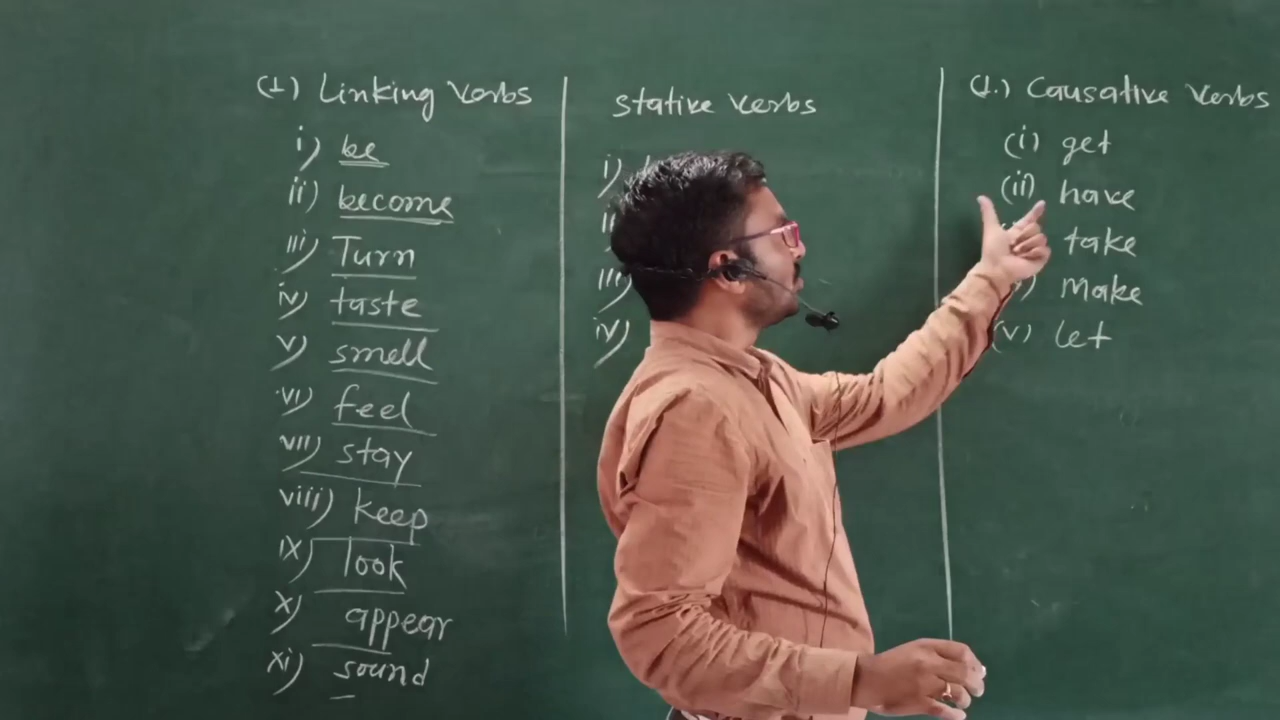 (1) Linking Verbs
i) be
ii) become
iii) Turn
iv) taste
v) smell
vi) feel
vii) stay
viii) keep
ix) look
x) appear
xi) sound
stative verbs
i)
iii)
iv)
(1.) Causative Verbs
(i) get
(ii) have
take
Make
(v) let